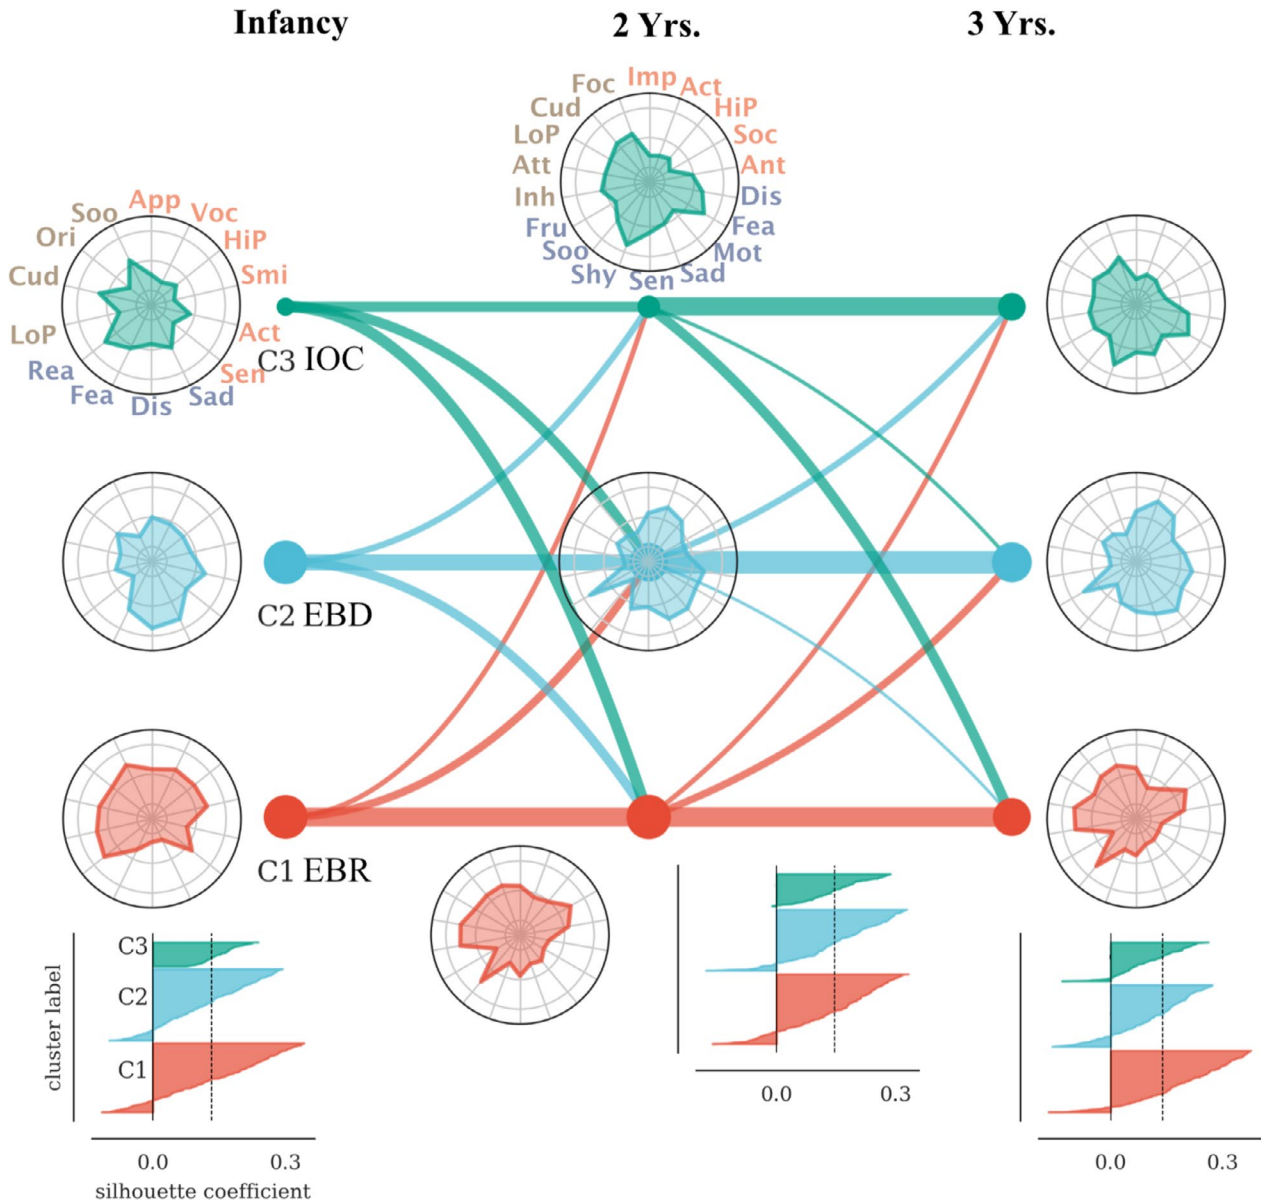 Infancy
2 Yrs.
3 Yrs.
Foc
Imp
Act
Cud
HiP
LoP
Soc
Att
Ant
Inh
Dis
Fru
Fea
Soo
Mot
Shy
Sen
Sad
App
Soo
Voc
Ori
HiP
Cud
Smi
LoP
Act
Rea
Sen
Fea
Dis
Sad
C3 IOC
C2 EBD
C1 EBR
cluster label
C3
C2
C1
0.0 0.3
silhouette coefficient
0.0 0.3
0.0 0.3